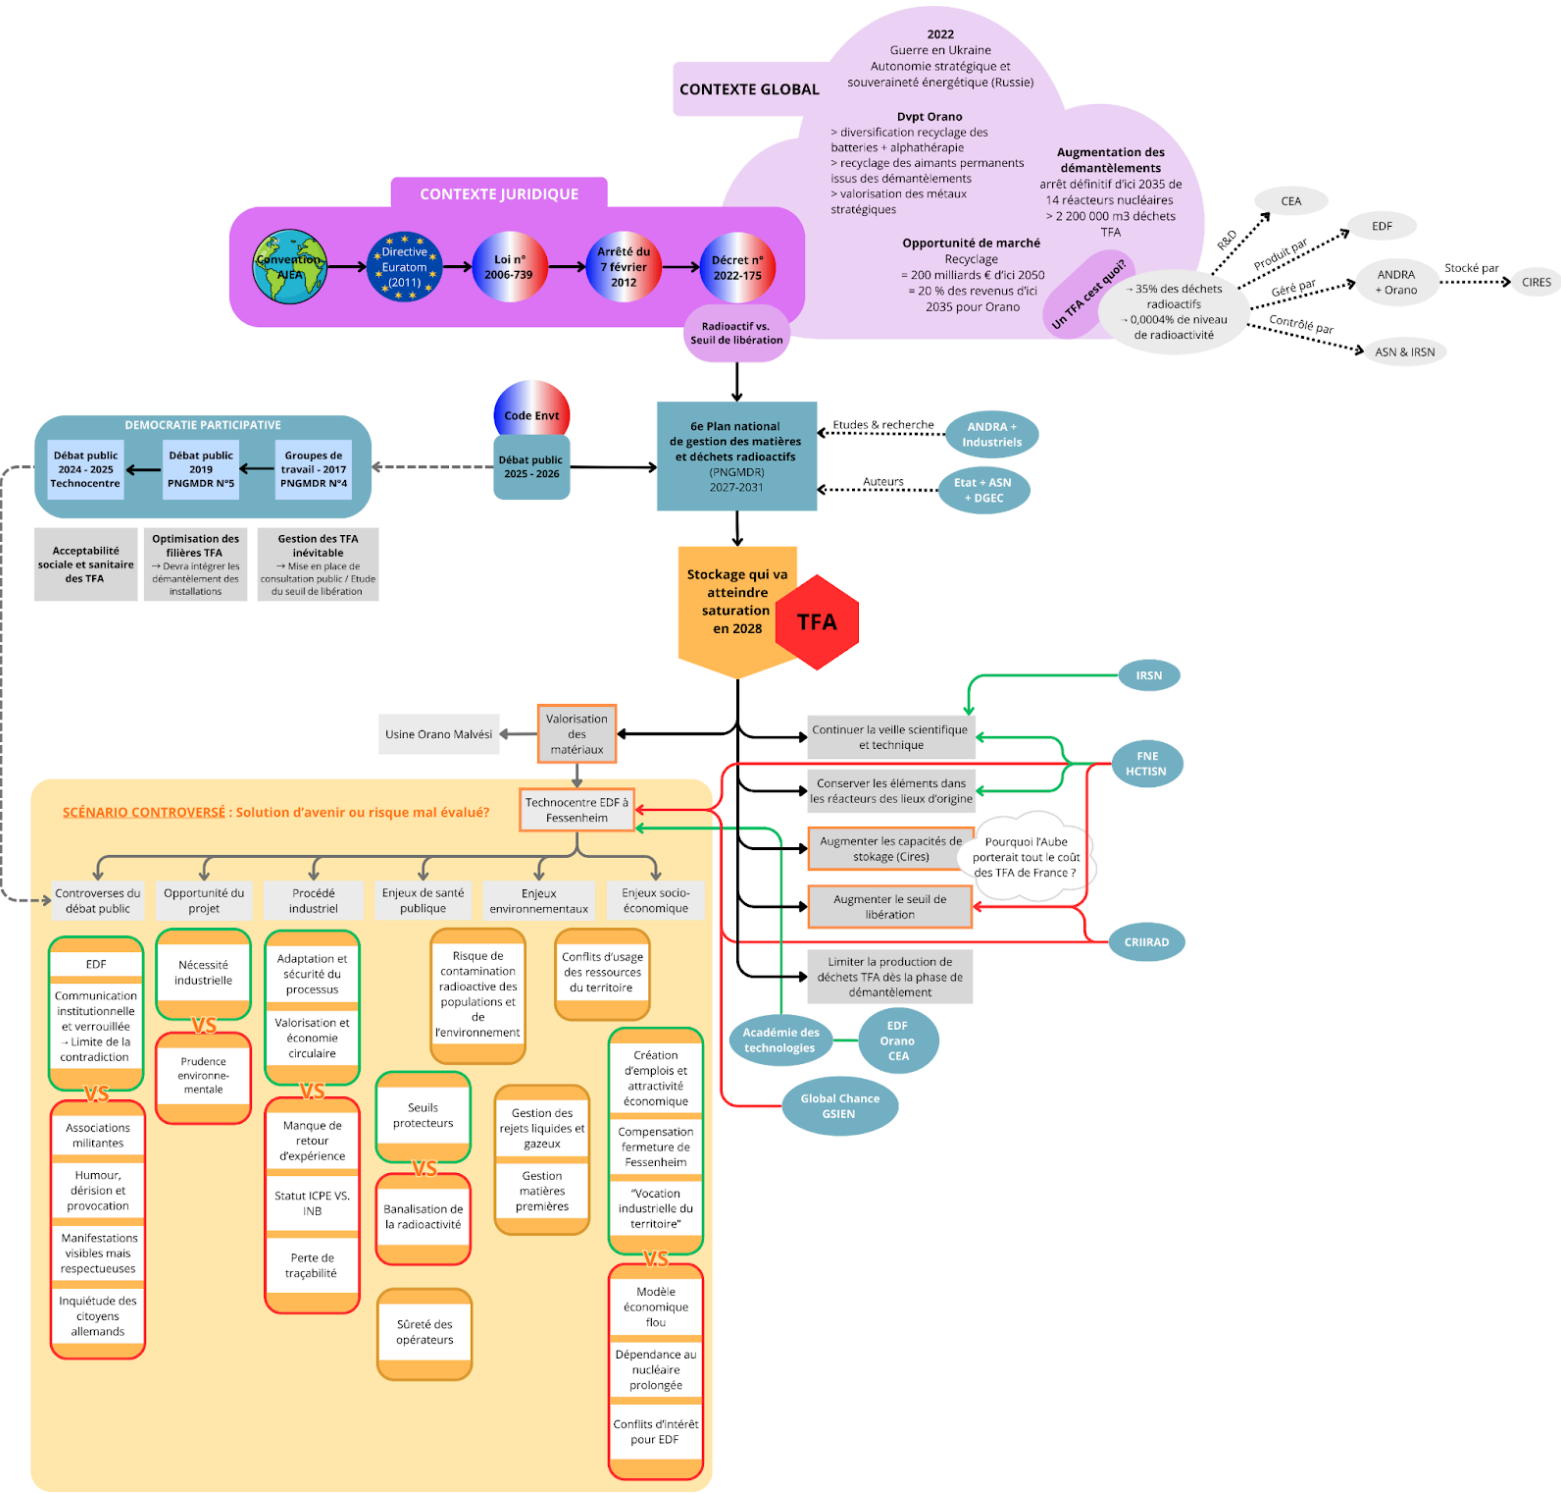 CONTEXTE GLOBAL
2022
Guerre en Ukraine
Autonomie stratégique et
souveraineté énergétique (Russie)
Dvpt Orano
> diversification recyclage des
batteries + alphathérapie
> recyclage des aimants permanents
issus des démantèlements
> valorisation des métaux
stratégiques
Opportunité de marché
Recyclage
= 200 milliards € d'ici 2050
= 20 % des revenus d'ici
2035 pour Orano
Augmentation des
démantèlements
arrêt définitif d'ici 2035 de
14 réacteurs nucléaires
> 2 200 000 m3 déchets
TFA
Un TFA cest quoi?
→35% des déchets
radioactifs
→0,0004% de niveau
de radioactivité
R&D
CEA
Produit par
EDF
Géré par
ANDRA
+ Orano
Stocké par
CIRES
Contrôlé par
ASN & IRSN
CONTEXTE JURIDIQUE
Convention
AIEA
Directive
Euratom
(2011)
Loi n°
2006-739
Arrêté du
7 février
2012
Décret n°
2022-175
Radioactif vs.
Seuil de libération
DEMOCRATIE PARTICIPATIVE
Débat public
2024 - 2025
Technocentre
Débat public
2019
PNGMDR N°5
Groupes de
travail - 2017
PNGMDR N°4
Acceptabilité
sociale et sanitaire
des TFA
Optimisation des
filières TFA
→ Devra intégrer les
démantèlement des
installations
Gestion des TFA
inévitable
→ Mise en place de
consultation public / Etude
du seuil de libération
Code Envt
Débat public
2025 - 2026
6e Plan national
de gestion des matières
et déchets radioactifs
(PNGMDR)
2027-2031
Etudes & recherche
ANDRA +
Industriels
Auteurs
Etat + ASN
+ DGEC
Stockage qui va
atteindre
saturation
en 2028
TFA
Usine Orano Malvési
Valorisation
des
matériaux
Continuer la veille scientifique
et technique
Conserver les éléments dans
les réacteurs des lieux d'origine
Augmenter les capacités de
stokage (Cires)
Pourquoi l'Aube
porterait tout le coût
des TFA de France ?
Augmenter le seuil de
libération
Limiter la production de
déchets TFA dès la phase de
démantèlement
IRSN
FNE
HCTISN
CRIIRAD
Académie des
technologies
EDF
Orano
CEA
Global Chance
GSIEN
SCÉNARIO CONTROVERSÉ : Solution d'avenir ou risque mal évalué?
Technocentre EDF à
Fessenheim
Controverses du
débat public
EDF
Communication
institutionnelle
et verrouillée
→ Limite de la
contradiction
VS
Associations
militantes
Humour,
dérision et
provocation
Manifestations
visibles mais
respectueuses
Inquiétude des
citoyens
allemands
Opportunité du
projet
Nécessité
industrielle
VS
Prudence
environne-
mentale
Procédé
industriel
Adaptation et
sécurité du
processus
Valorisation et
économie
circulaire
VS
Manque de
retour
d'expérience
Statut ICPE VS.
INB
Perte de
traçabilité
Enjeux de santé
publique
Enjeux
environnementaux
Risque de
contamination
radioactive des
populations et
de
l'environnement
Seuils
protecteurs
VS
Banalisation de
la radioactivité
Sûreté des
opérateurs
Gestion des
rejets liquides et
gazeux
Gestion
matières
premières
Enjeux socio-
économique
Conflits d'usage
des ressources
du territoire
Création
d'emplois et
attractivité
économique
Compensation
fermeture de
Fessenheim
"Vocation
industrielle du
territoire"
VS
Modèle
économique
flou
Dépendance au
nucléaire
prolongée
Conflits d'intérêt
pour EDF